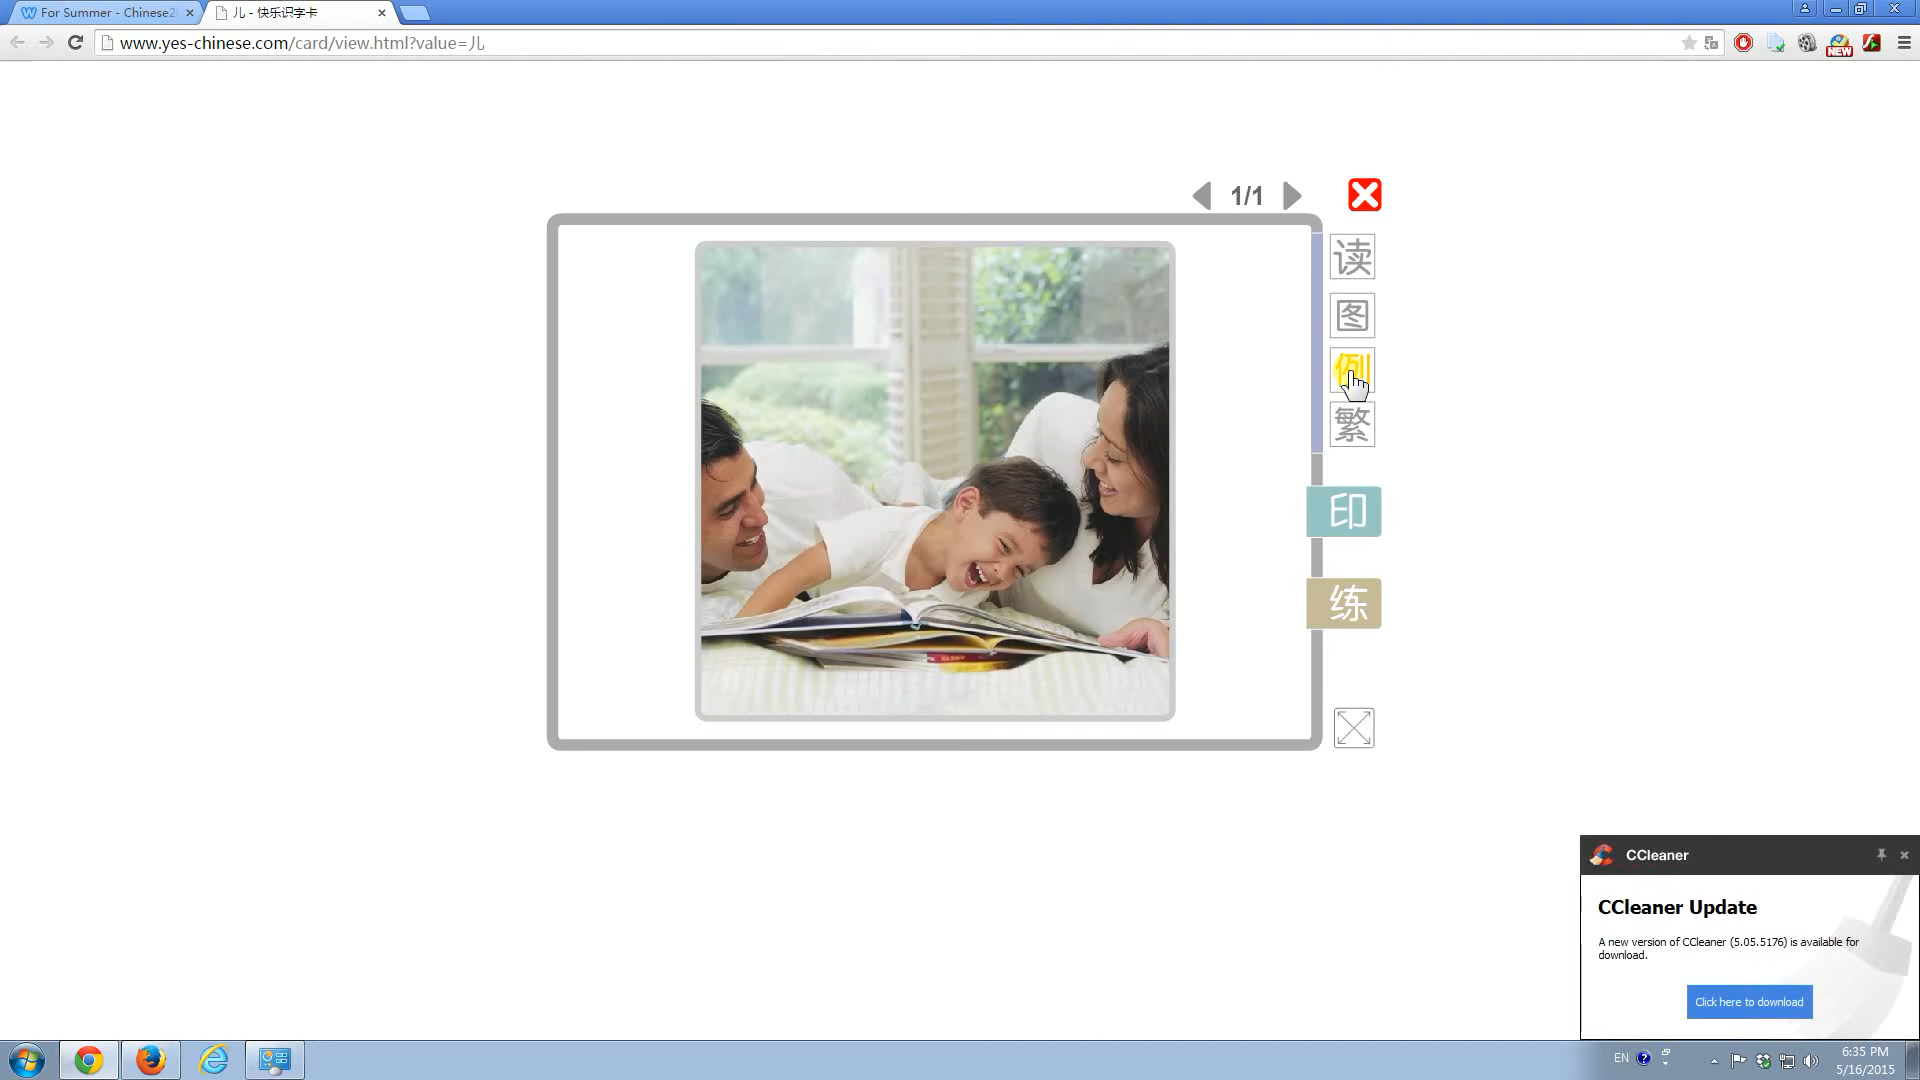 For Summer - Chinese2
儿 - 快乐识字卡
www.yes-chinese.com/card/view.html?value=儿
NEW
1/1
读
图
例
繁
印
练
CCleaner
CCleaner Update
A new version of CCleaner (5.05.5176) is available for
download.
Click here to download
EN
6:35 PM
5/16/2015